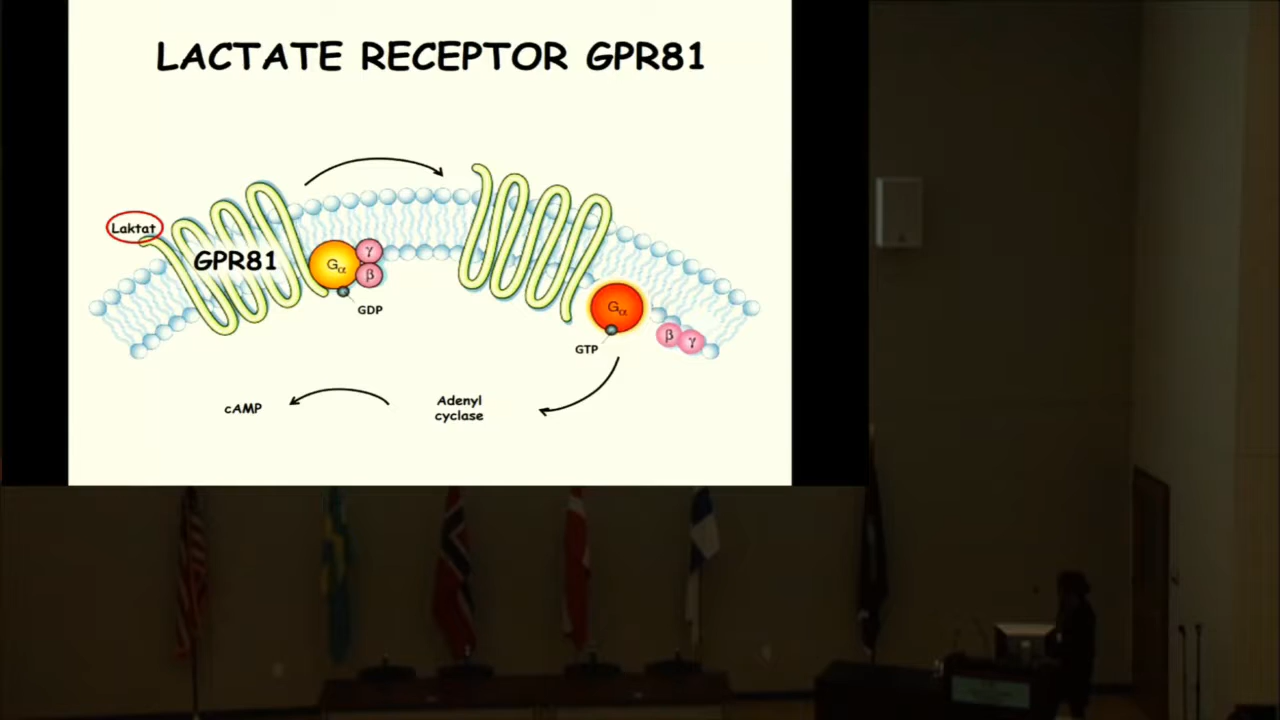 LACTATE RECEPTOR GPR81
Laktat
GPR81
Gα
γ
β
GDP
Gα
GTP
β
γ
cAMP
Adenyl
cyclase